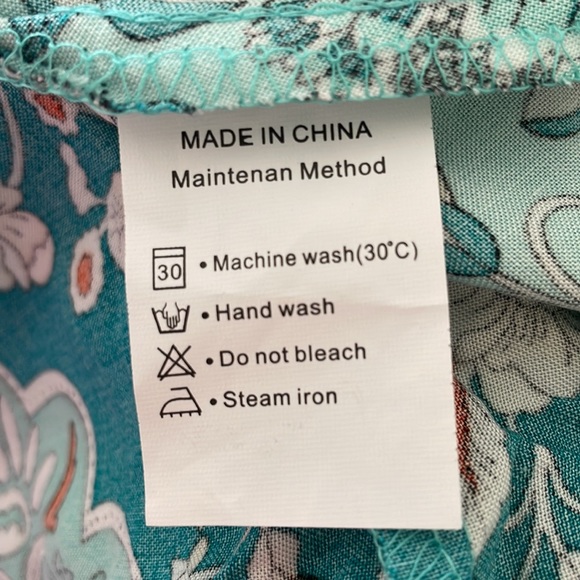 MADE IN CHINA
Maintenan Method
30 • Machine wash(30°C)
• Hand wash
• Do not bleach
• Steam iron